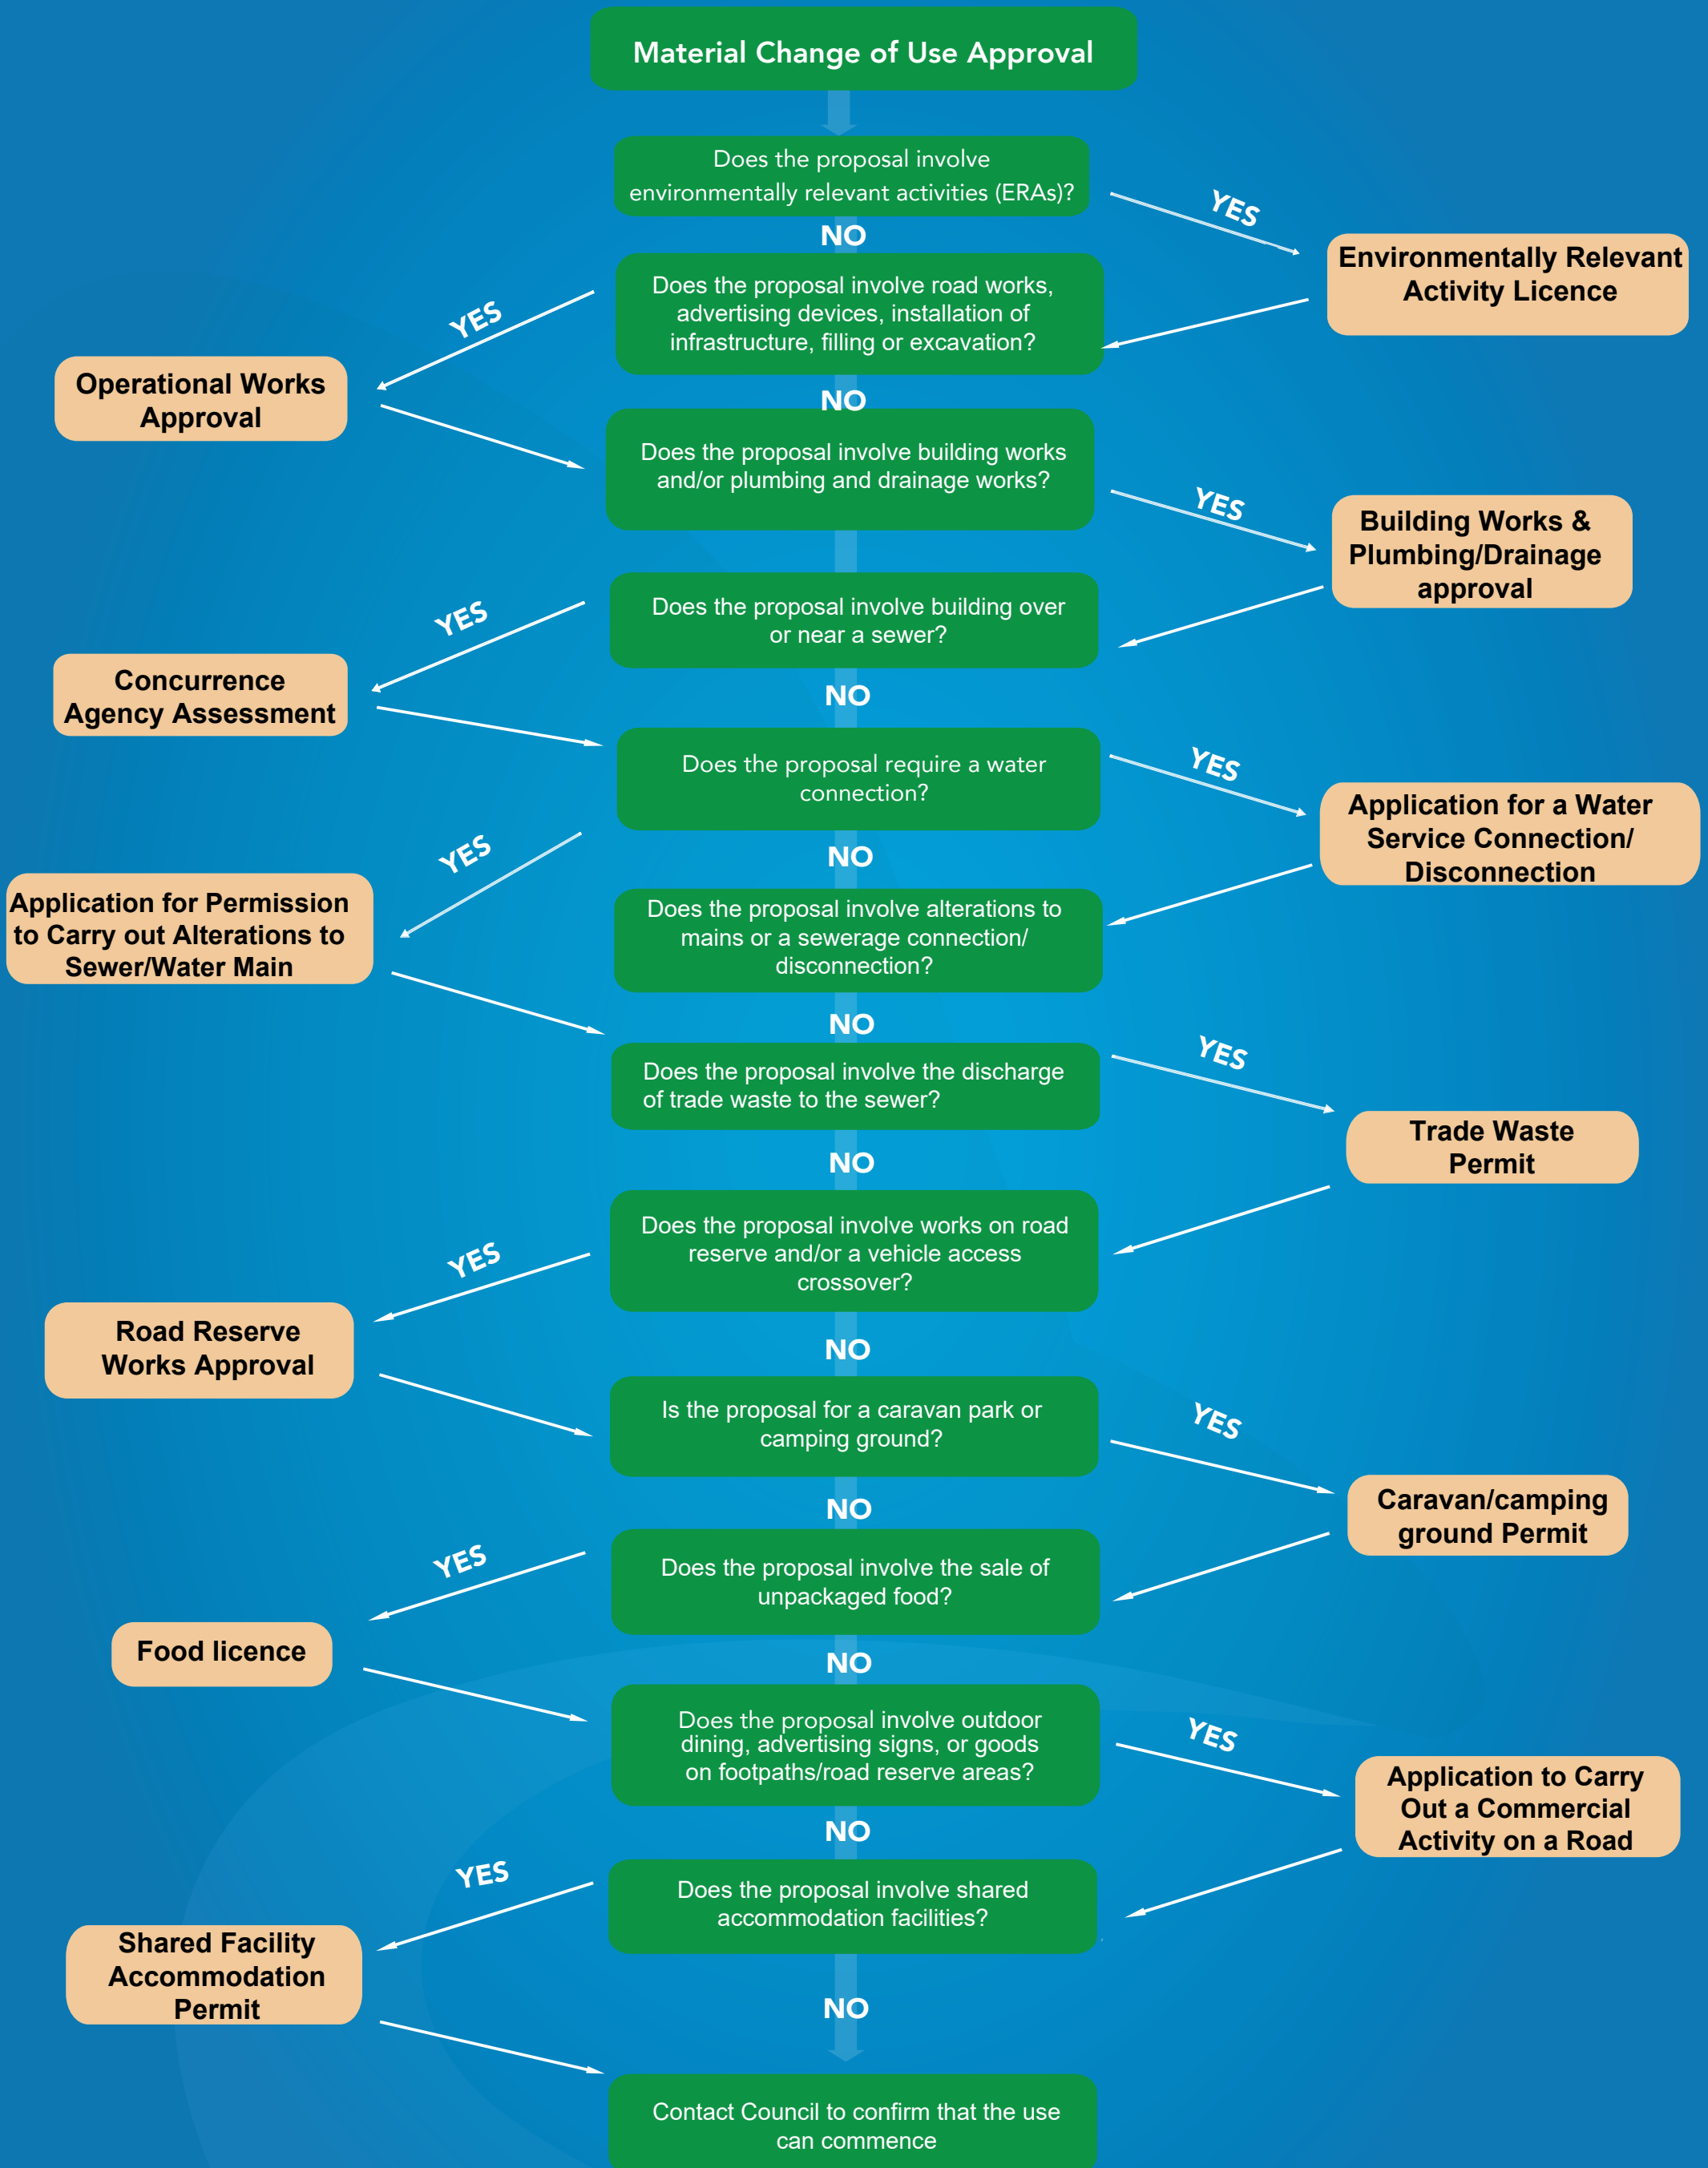 Material Change of Use Approval
Does the proposal involve
environmentally relevant activities (ERAs)?
YES
NO
Environmentally Relevant
Activity Licence
Does the proposal involve road works,
advertising devices, installation of
infrastructure, filling or excavation?
YES
Operational Works
Approval
NO
Does the proposal involve building works
and/or plumbing and drainage works?
YES
Building Works &
Plumbing/Drainage
approval
Does the proposal involve building over
or near a sewer?
YES
Concurrence
Agency Assessment
NO
Does the proposal require a water
connection?
YES
Application for a Water
Service Connection/
Disconnection
YES
NO
Application for Permission
to Carry out Alterations to
Sewer/Water Main
Does the proposal involve alterations to
mains or a sewerage connection/
disconnection?
NO
Does the proposal involve the discharge
of trade waste to the sewer?
YES
Trade Waste
Permit
NO
Does the proposal involve works on road
reserve and/or a vehicle access
crossover?
YES
Road Reserve
Works Approval
NO
Is the proposal for a caravan park or
camping ground?
YES
Caravan/camping
ground Permit
NO
Does the proposal involve the sale of
unpackaged food?
YES
Food licence
NO
Does the proposal involve outdoor
dining, advertising signs, or goods
on footpaths/road reserve areas?
YES
Application to Carry
Out a Commercial
Activity on a Road
NO
Does the proposal involve shared
accommodation facilities?
YES
Shared Facility
Accommodation
Permit
NO
Contact Council to confirm that the use
can commence